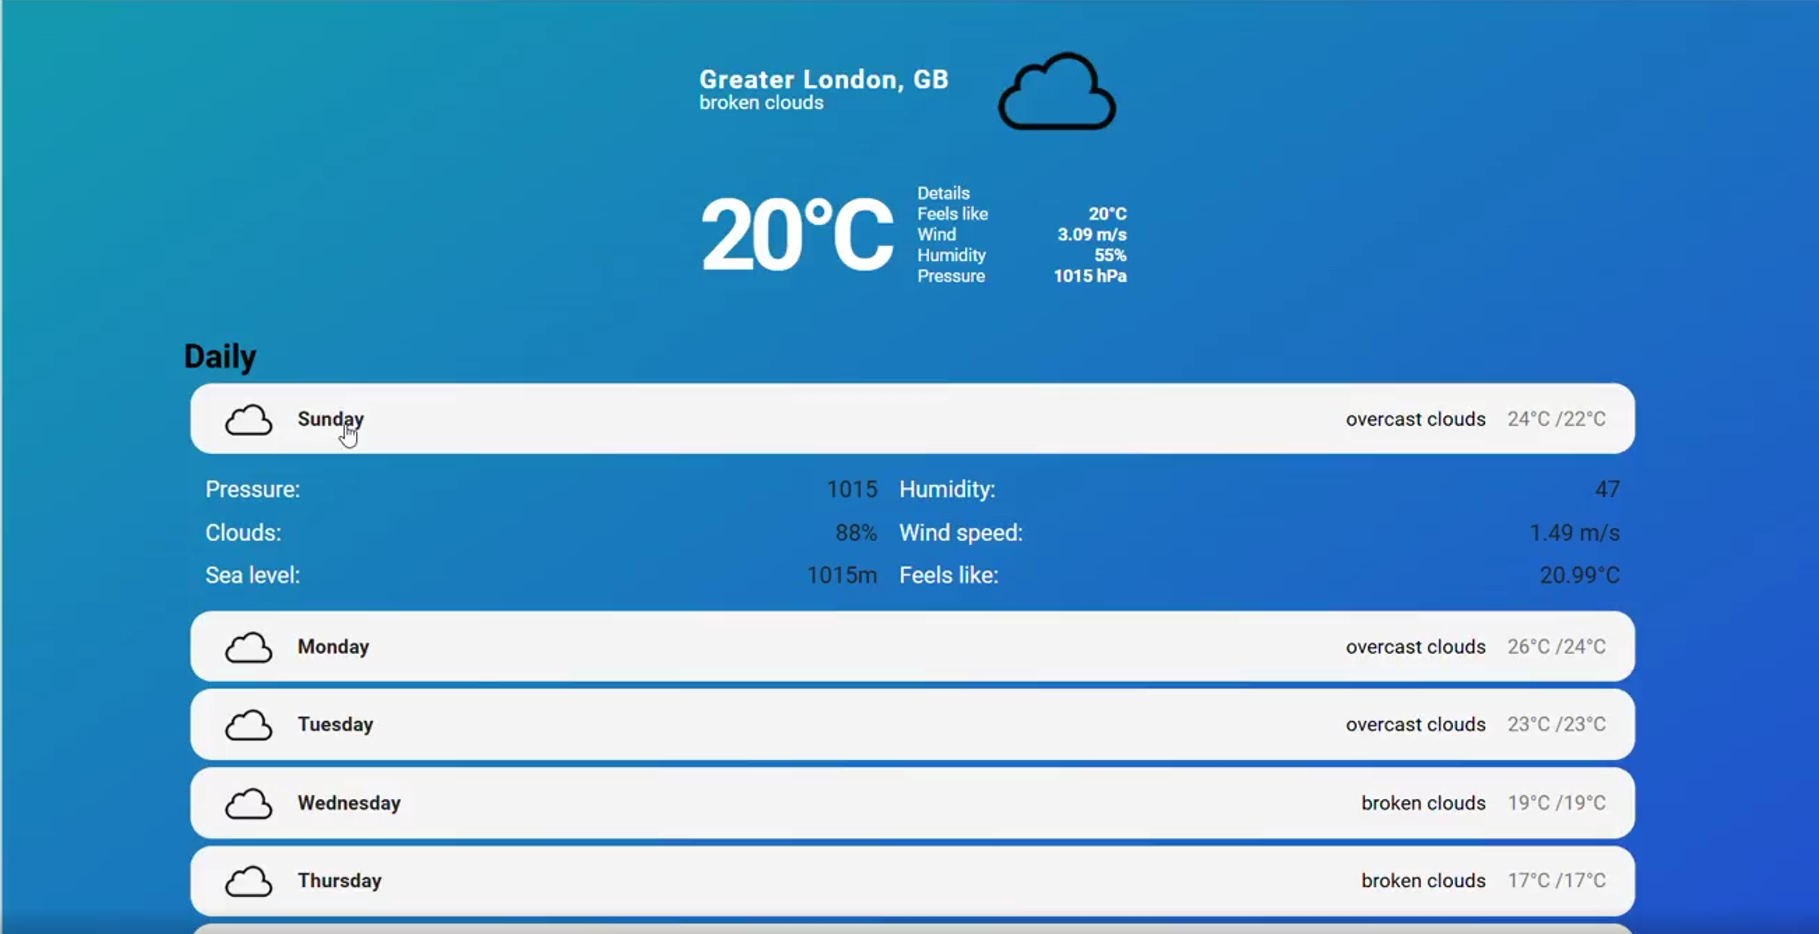 Greater London, GB
broken clouds
20°C
Details
Feels like 20°C
Wind 3.09 m/s
Humidity 55%
Pressure 1015 hPa
Daily
Sunday overcast clouds 24°C /22°C
Pressure: 1015 Humidity: 47
Clouds: 88% Wind speed: 1.49 m/s
Sea level: 1015m Feels like: 20.99°C
Monday overcast clouds 26°C /24°C
Tuesday overcast clouds 23°C /23°C
Wednesday broken clouds 19°C /19°C
Thursday broken clouds 17°C /17°C